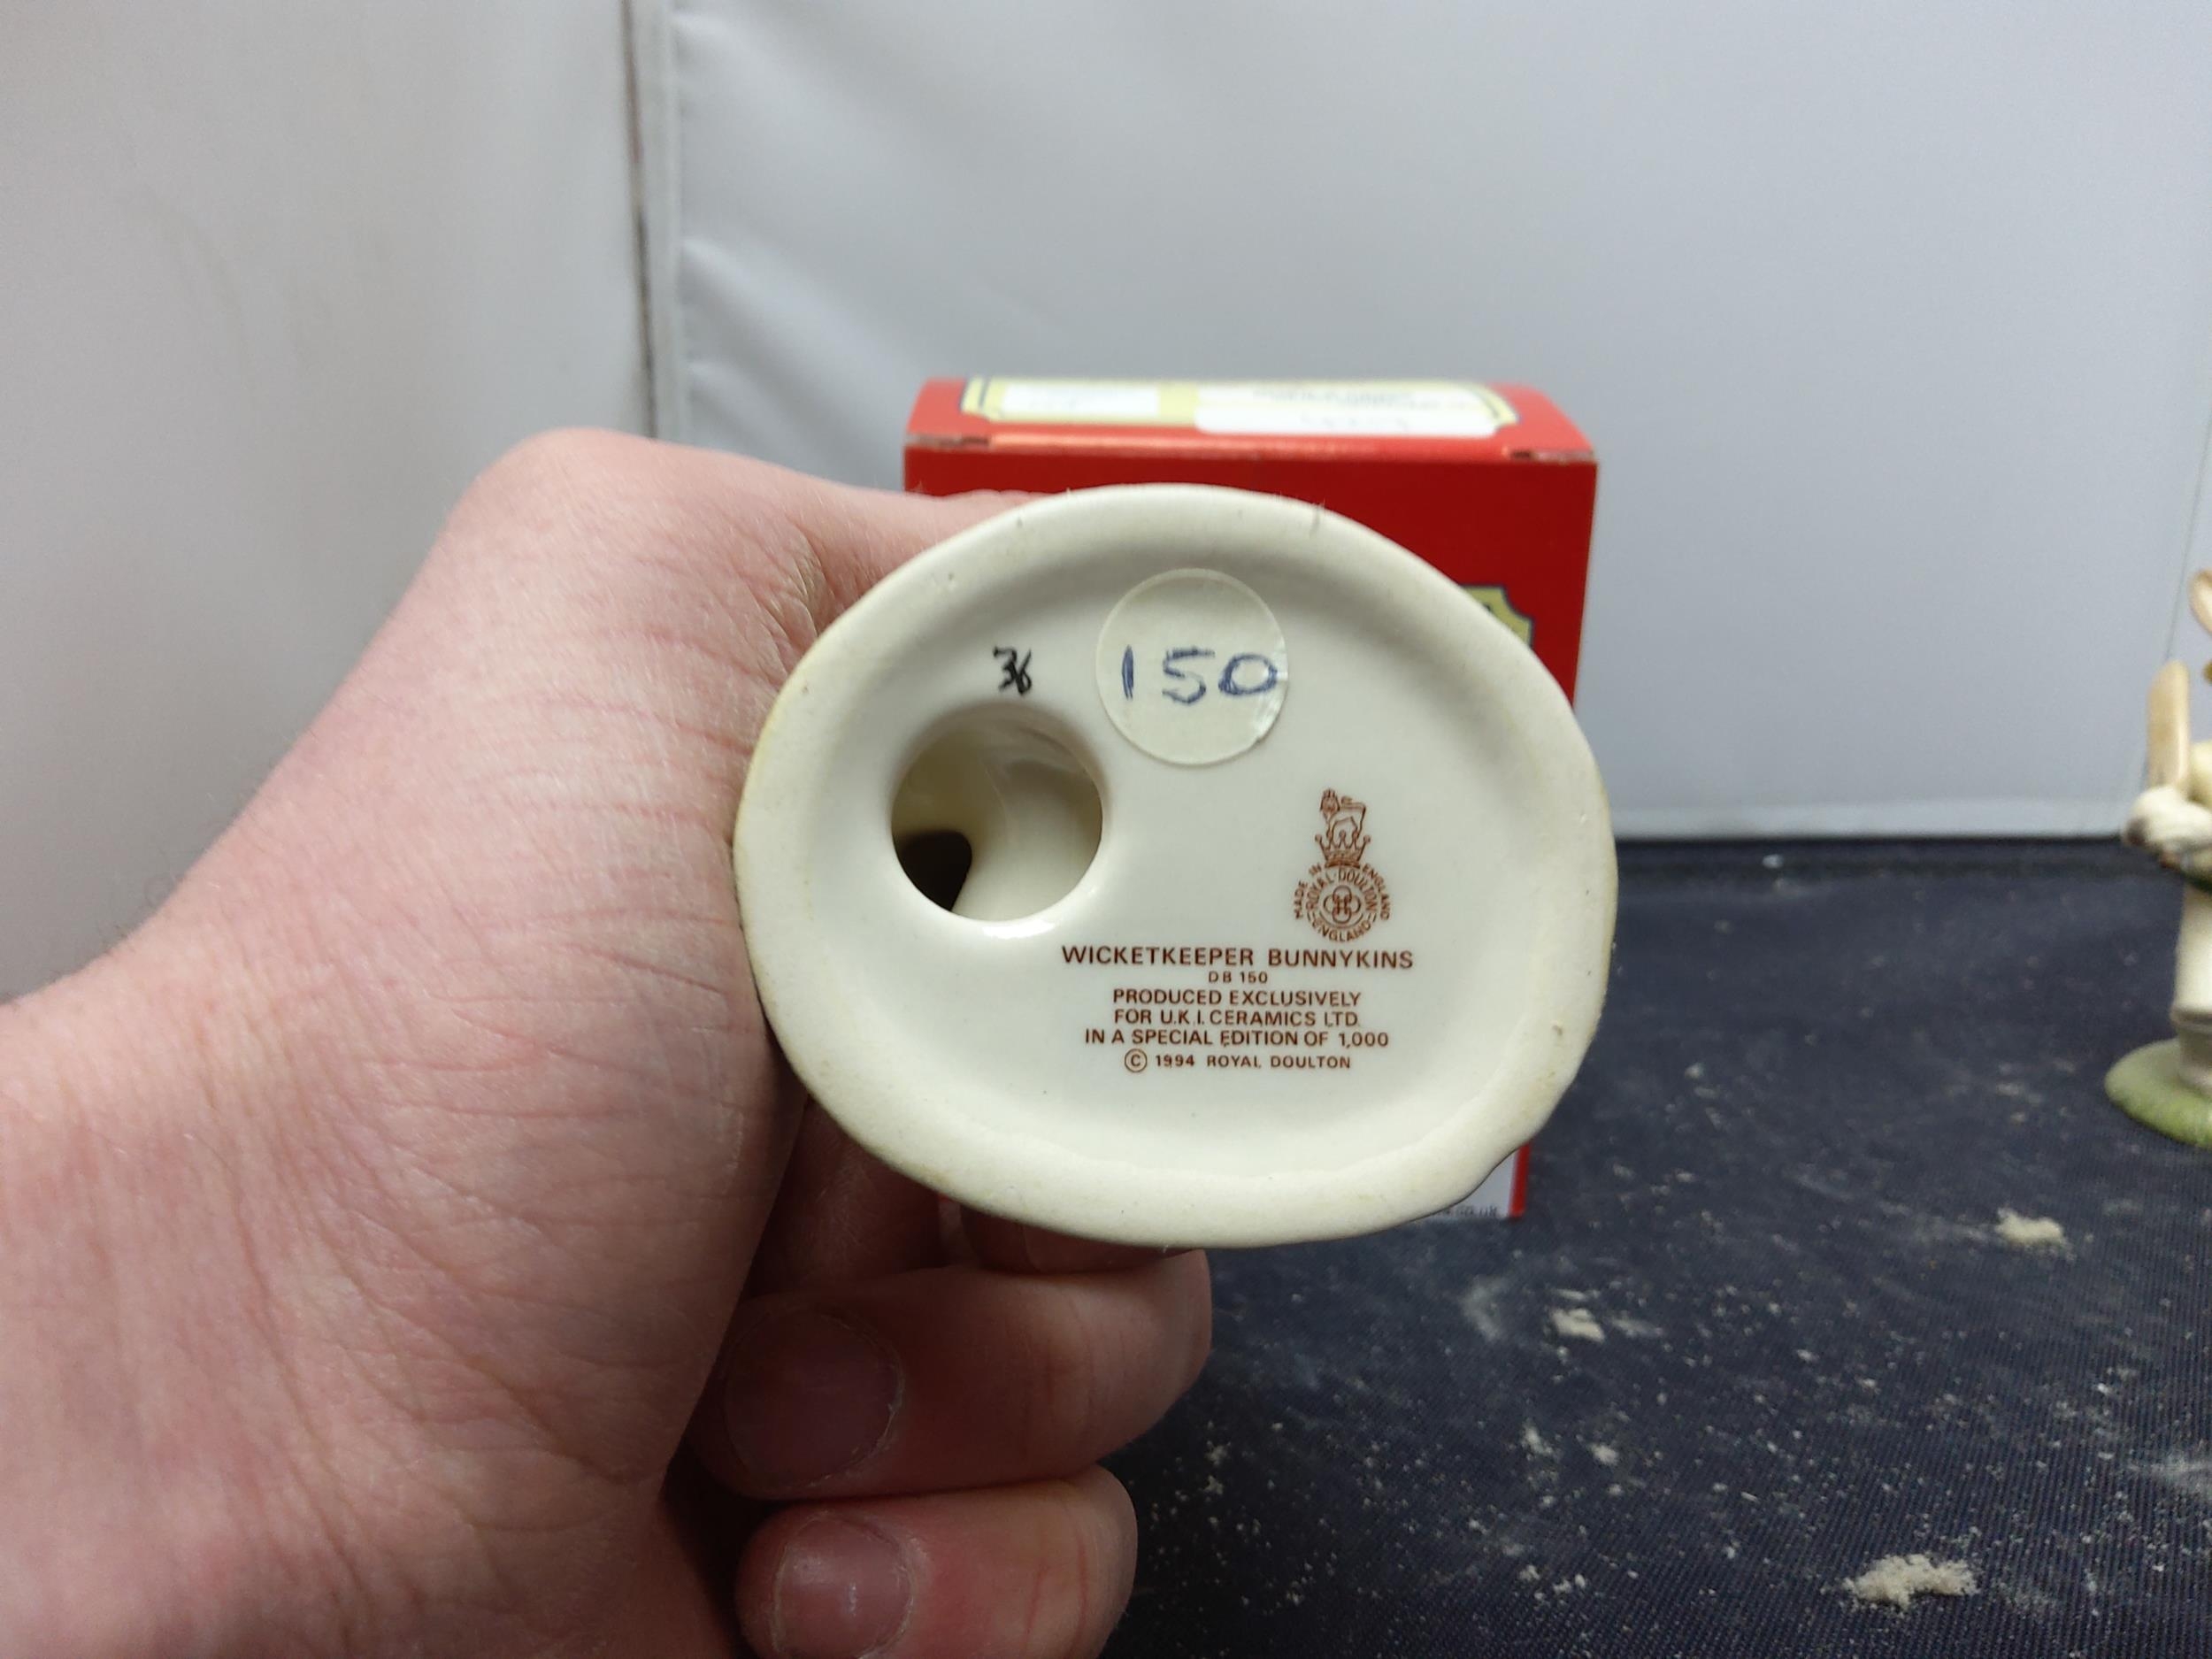 36
150
MADE IN ENGLAND
ROYAL DOULTON
ENGLAND
WICKETKEEPER BUNNYKINS
DB 150
PRODUCED EXCLUSIVELY
FOR U.K.I. CERAMICS LTD.
IN A SPECIAL EDITION OF 1,000
© 1994 ROYAL DOULTON